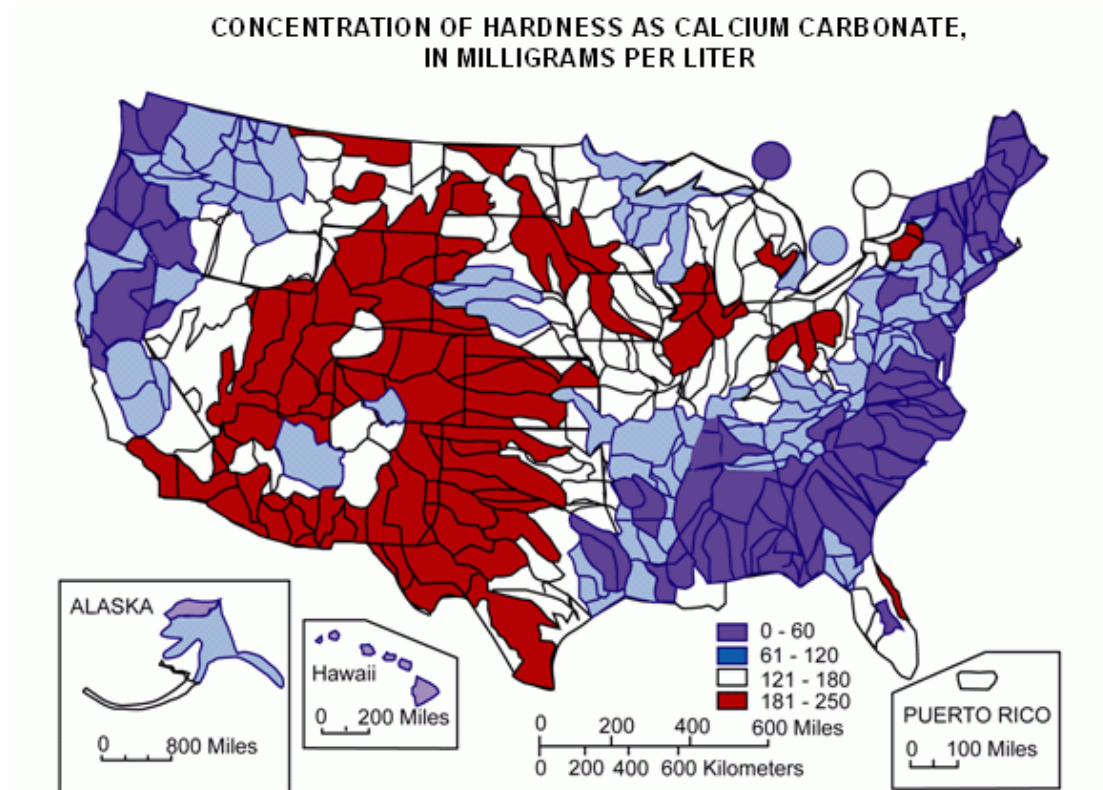 CONCENTRATION OF HARDNESS AS CALCIUM CARBONATE,
IN MILLIGRAMS PER LITER
ALASKA
0 800 Miles
Hawaii
0 200 Miles
0 - 60
61 - 120
121 - 180
181 - 250
0 200 400 600 Miles
0 200 400 600 Kilometers
PUERTO RICO
0 100 Miles